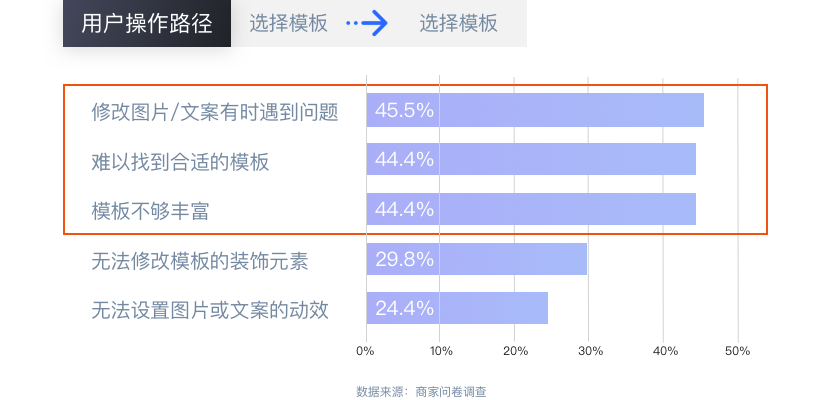 用户操作路径 选择模板 选择模板
修改图片/文案有时遇到问题 45.5%
难以找到合适的模板 44.4%
模板不够丰富 44.4%
无法修改模板的装饰元素 29.8%
无法设置图片或文案的动效 24.4%
0% 10% 20% 30% 40% 50%
数据来源：商家问卷调查